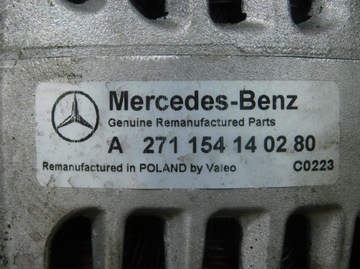 Mercedes-Benz
Genuine Remanufactured Parts
A 271 154 14 02 80
Remanufactured in POLAND by Valeo C0223